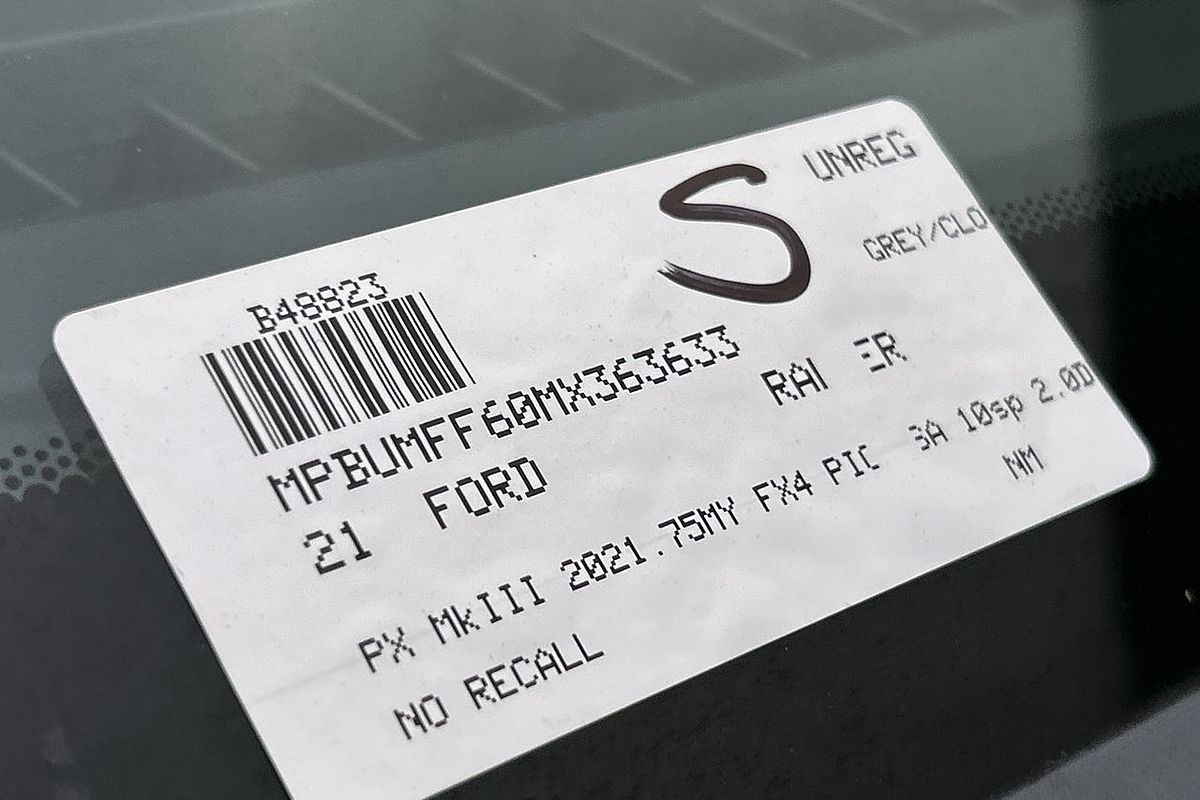 S UNREG
GREY/CLO
B48823
MPBUMFF60MX363633
21 FORD RAI ER
PX MkIII 2021.75MY FX4 PIC 3A 10sp 2.0D
NO RECALL NM